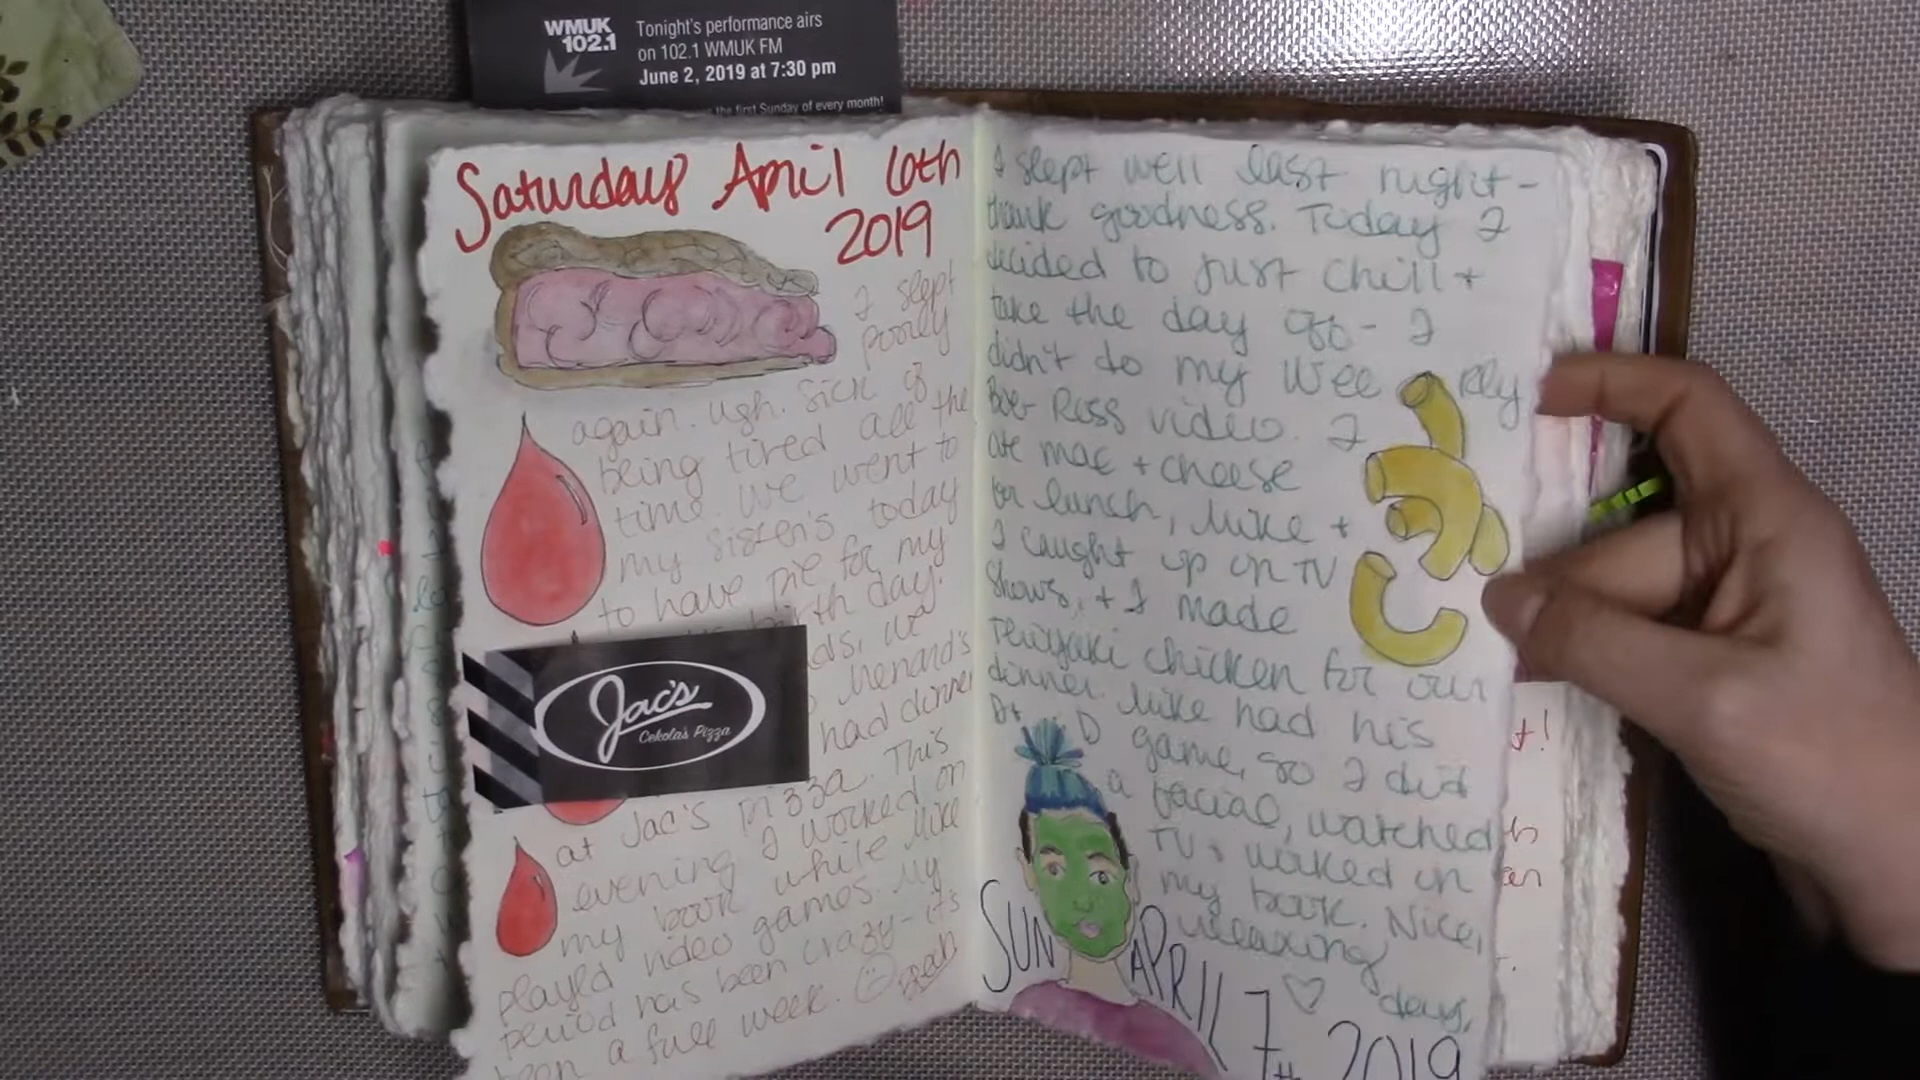 WMUK
102.1
Tonight's performance airs
on 102.1 WMUK FM
June 2, 2019 at 7:30 pm
the first Sunday of every month!
Saturday April 6th
2019
I slept
poorly
again. ugh. Sick of
being tired all the
time. We went to
my sister's today
to have pie for my
birthday.
we
Menard's
had dinner
Jac's
Cekola's Pizza
at Jac's pizza. This
evening I worked on
my book while Mike
played video games. My
period has been crazy - it's
been a full week.
I slept well last night -
thank goodness. Today I
decided to just chill +
take the day off - I
didn't do my Weekly
Bob Ross video. I
ate mac + cheese
for lunch, Mike +
I caught up on TV
shows, + I made
teriyaki chicken for our
dinner. Mike had his
D+D game, so I did
a facial, watched
TV + worked on
my book. Nice,
relaxing
day.
SUN APRIL 7th 2019